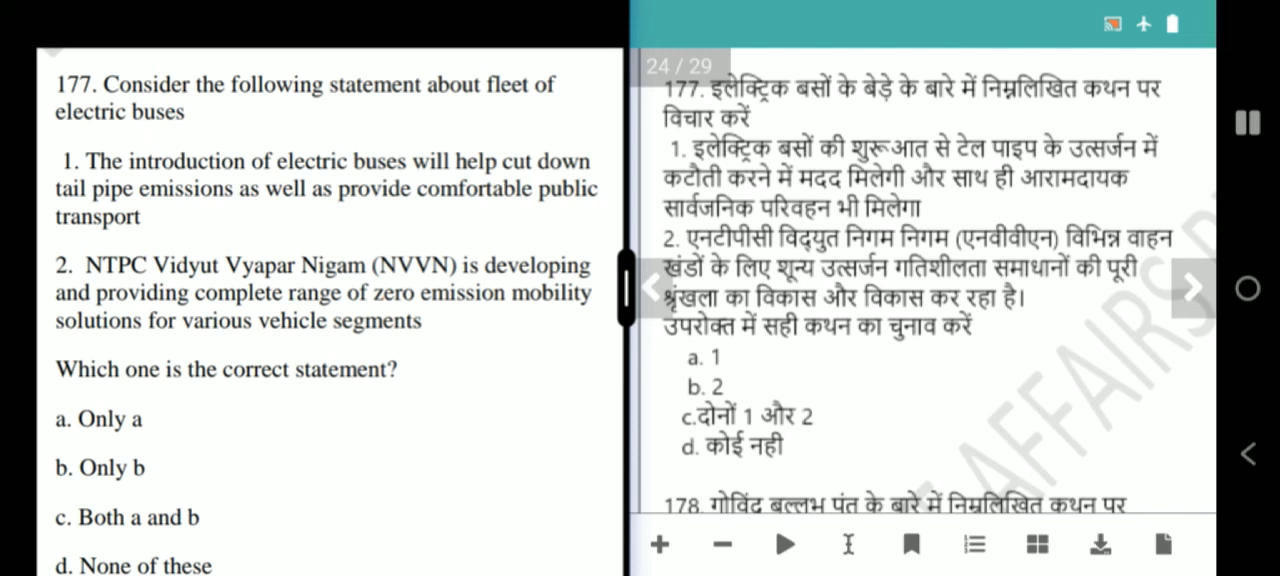 177. Consider the following statement about fleet of
electric buses
1. The introduction of electric buses will help cut down
tail pipe emissions as well as provide comfortable public
transport
2. NTPC Vidyut Vyapar Nigam (NVVN) is developing
and providing complete range of zero emission mobility
solutions for various vehicle segments
Which one is the correct statement?
a. Only a
b. Only b
c. Both a and b
d. None of these
24 / 29
177. इलेक्ट्रिक बसों के बेड़े के बारे में निम्नलिखित कथन पर
विचार करें
1. इलेक्ट्रिक बसों की शुरूआत से टेल पाइप के उत्सर्जन में
कटौती करने में मदद मिलेगी और साथ ही आरामदायक
सार्वजनिक परिवहन भी मिलेगा
2. एनटीपीसी विद्युत निगम निगम (एनवीवीएन) विभिन्न वाहन
खंडों के लिए शून्य उत्सर्जन गतिशीलता समाधानों की पूरी
श्रृंखला का विकास और विकास कर रहा है।
उपरोक्त में सही कथन का चुनाव करें
a. 1
b. 2
c.दोनों 1 और 2
d. कोई नही
178. गोविंद बल्लभ पंत के बारे में निम्नलिखित कथन पर
AFFAIRS